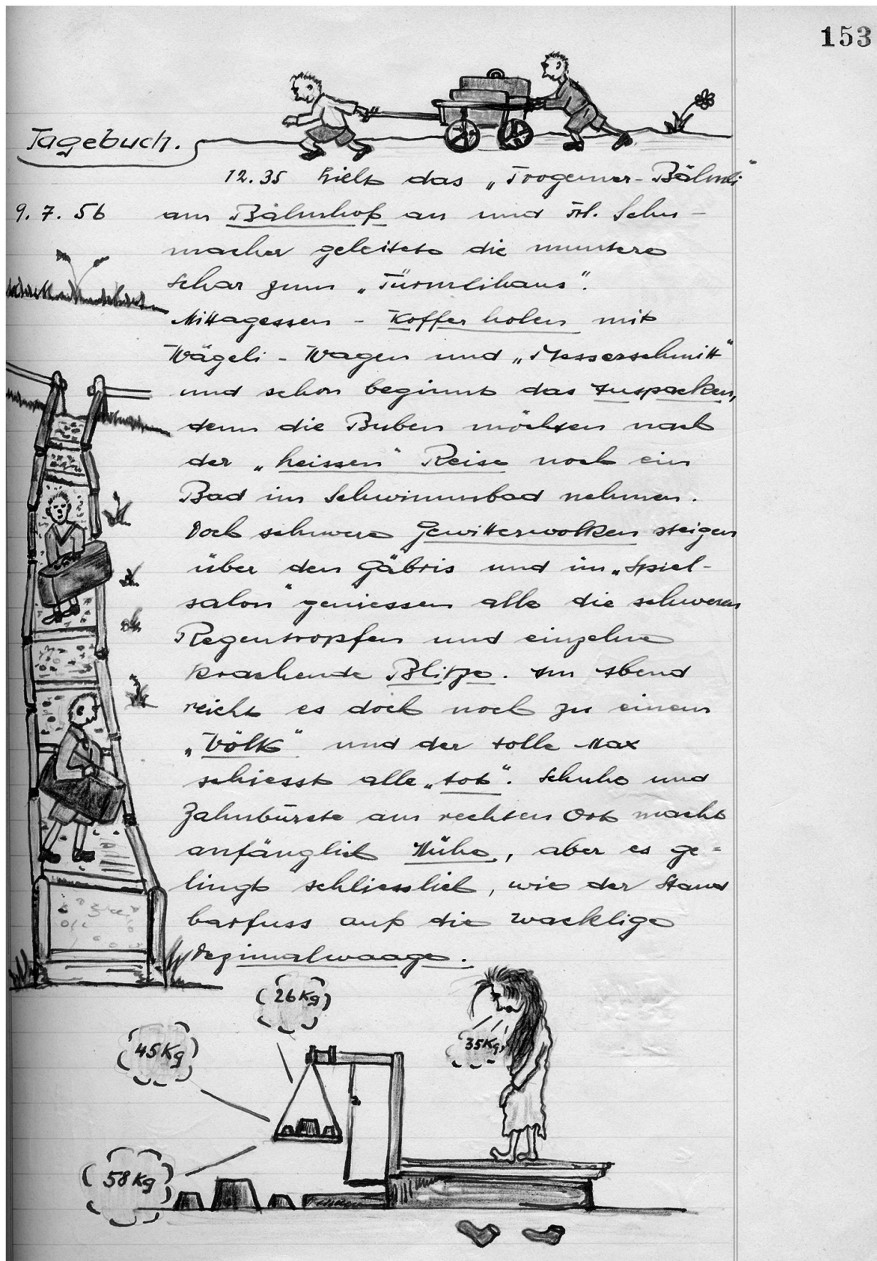 153
Tagebuch.
12.35 hielt das „Trogener-Bähnli"
9.7.56 am Bahnhof an und Frl. Schu-
macher geleitete die muntere
Schar zum „Türmlihaus".
Mittagessen - Koffer holen mit
Wägeli - Wagen und „Messerschmitt"
und schon beginnt das Auspacken,
denn die Buben möchten nach
der „heissen" Reise noch ein
Bad im Schwimmbad nehmen.
Doch schwere Gewitterwolken steigen
über den Gäbris und im „Spiel-
salon" geniessen alle die schweren
Regentropfen und einzelne
krachende Blitze. Am Abend
reicht es doch noch zu einem
„Völk" und der tolle Max
schiesst alle „tot". Schuhe und
Zahnbürste am rechten Ort macht
anfänglich Mühe, aber es ge=
lingt schliesslich, wie der Stand
barfuss auf die wacklige
Dezimalwaage.
26 Kg
45 Kg
35 Kg
58 Kg